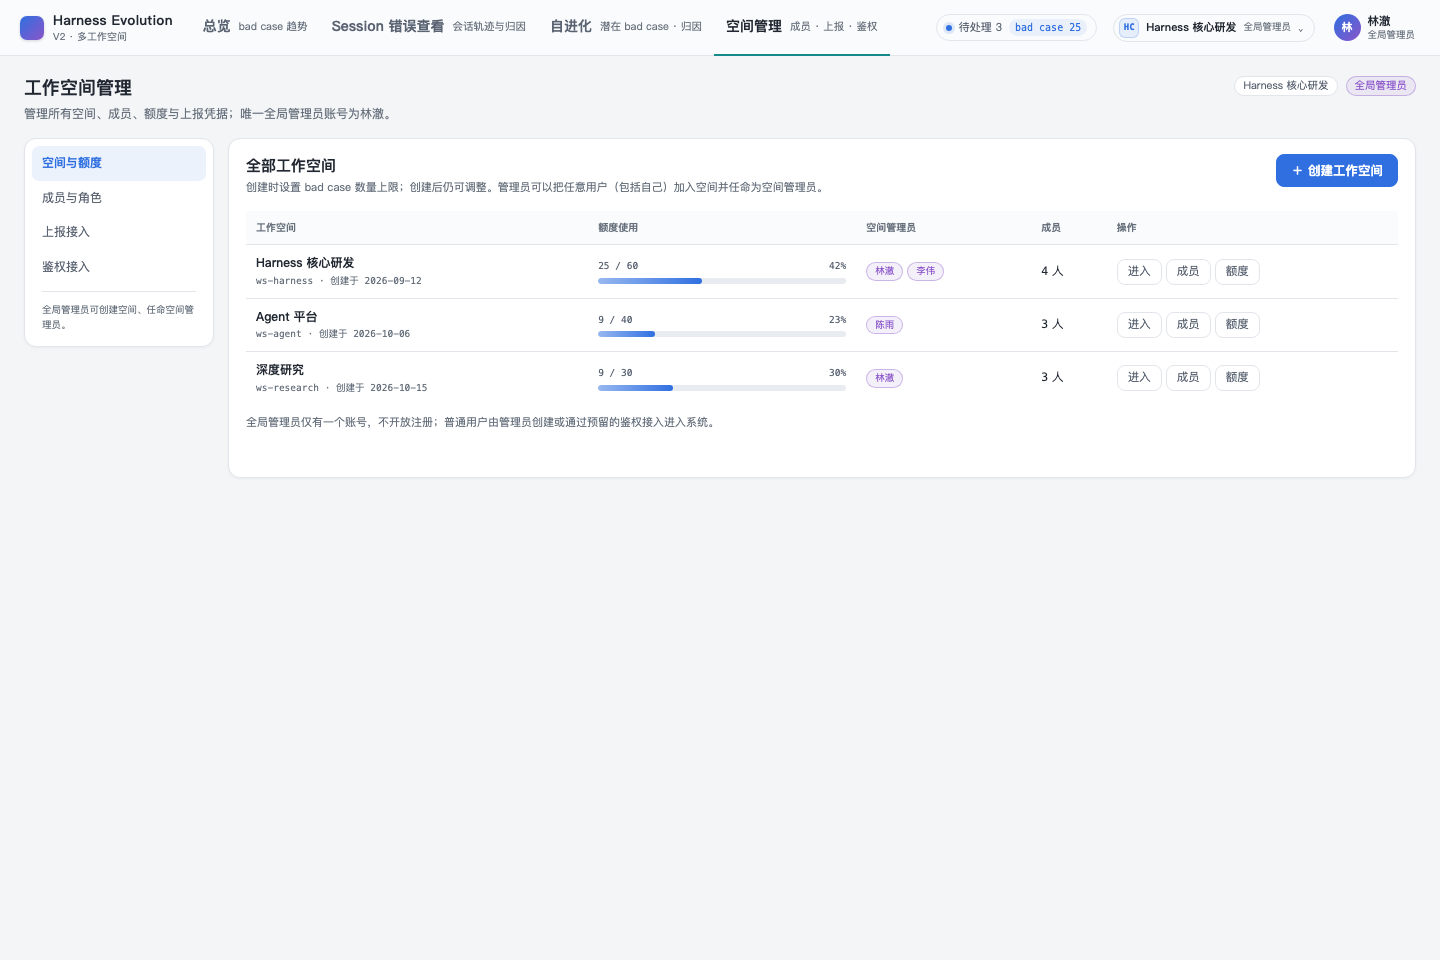 Harness Evolution
V2 · 多工作空间
总览 bad case 趋势
Session 错误查看 会话轨迹与归因
自进化 潜在 bad case · 归因
空间管理 成员 · 上报 · 鉴权
待处理 3 bad case 25
HC Harness 核心研发 全局管理员
林 林澈
全局管理员
工作空间管理
管理所有空间、成员、额度与上报凭据；唯一全局管理员账号为林澈。
Harness 核心研发 全局管理员
空间与额度
成员与角色
上报接入
鉴权接入
全局管理员可创建空间、任命空间管
理员。
全部工作空间
创建时设置 bad case 数量上限；创建后仍可调整。管理员可以把任意用户（包括自己）加入空间并任命为空间管理员。
＋ 创建工作空间
工作空间 额度使用 空间管理员 成员 操作
Harness 核心研发
ws-harness · 创建于 2026-09-12
25 / 60 42%
林澈 李伟
4 人
进入 成员 额度
Agent 平台
ws-agent · 创建于 2026-10-06
9 / 40 23%
陈雨
3 人
进入 成员 额度
深度研究
ws-research · 创建于 2026-10-15
9 / 30 30%
林澈
3 人
进入 成员 额度
全局管理员仅有一个账号，不开放注册；普通用户由管理员创建或通过预留的鉴权接入进入系统。